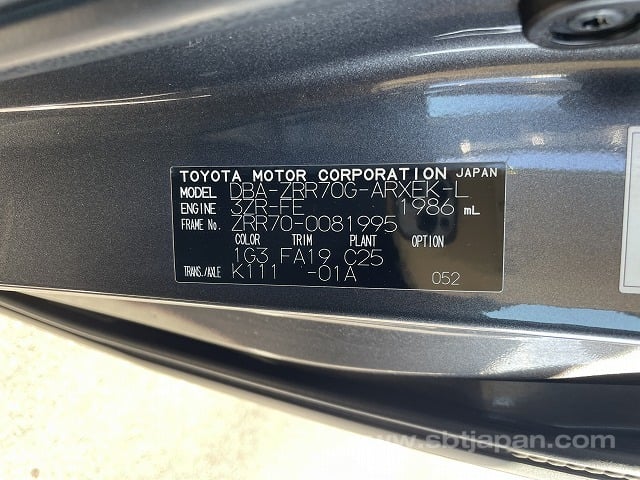 TOYOTA MOTOR CORPORATION JAPAN
MODEL DBA-ZRR70G-ARXEK-L
ENGINE 3ZR-FE 1986 mL
FRAME No. ZRR70-0081995
COLOR TRIM PLANT OPTION
1G3 FA19 C25
TRANS./AXLE K111 -01A 052
www.sbtjapan.com